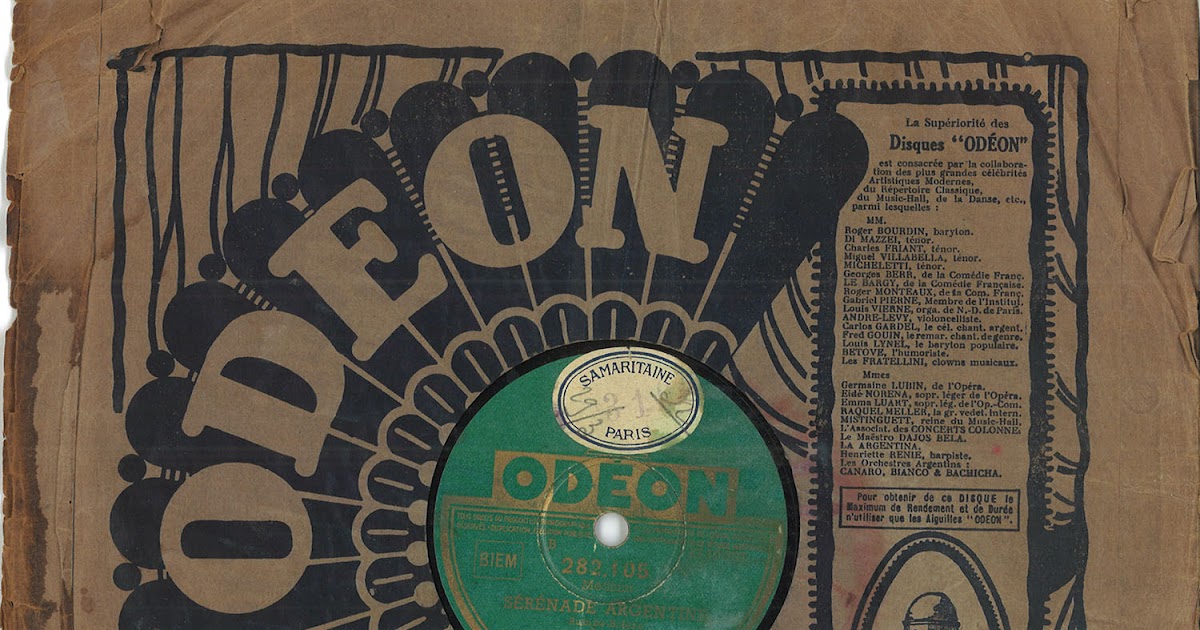 ODEON
La Supériorité des
Disques "ODÉON"
est consacrée par la collabora-
tion des plus grandes célébrités
Artistiques Modernes,
du Répertoire Classique,
du Music-Hall, de la Danse, etc.,
parmi lesquelles :
MM.
Roger BOURDIN, baryton.
DI MAZZEI, ténor.
Charles FRIANT, ténor.
Miguel VILLABELLA, ténor.
MICHELETTI, ténor.
Georges BERR, de la Comédie Franç.
LE BARGY, de la Comédie Française.
Roger MONTEAUX, de la Com. Franç.
Gabriel PIERNE, Membre de l'Institut.
Louis VIERNE, orga. de N.-D. de Paris.
ANDRE-LEVY, violoncelliste.
Carlos GARDEL, le cél. chant. argent.
Fred GOUIN, le remar. chant. de genre.
Louis LYNEL, le baryton populaire.
BETOVE, l'humoriste.
Les FRATELLINI, clowns musicaux.
Mmes
Germaine LUBIN, de l'Opéra.
Eidé NORENA, sopr. léger de l'Opéra.
Emma LUART, sopr. lég. de l'Op.-Com.
RAQUEL MELLER, la gr. vedet. intern.
MISTINGUETT, reine du Music-Hall.
L'Associat. des CONCERTS COLONNE.
Le Maëstro DAJOS BELA.
LA ARGENTINA.
Henriette RENIE, harpiste.
Les Orchestres Argentins :
CANARO, BIANCO & BACHICHA.
Pour obtenir de ce DISQUE le
Maximum de Rendement et de Durée
n'utiliser que les Aiguilles "ODEON".
SAMARITAINE
21
PARIS
ODÉON
B
BIEM
282.105
SÉRÉNADE